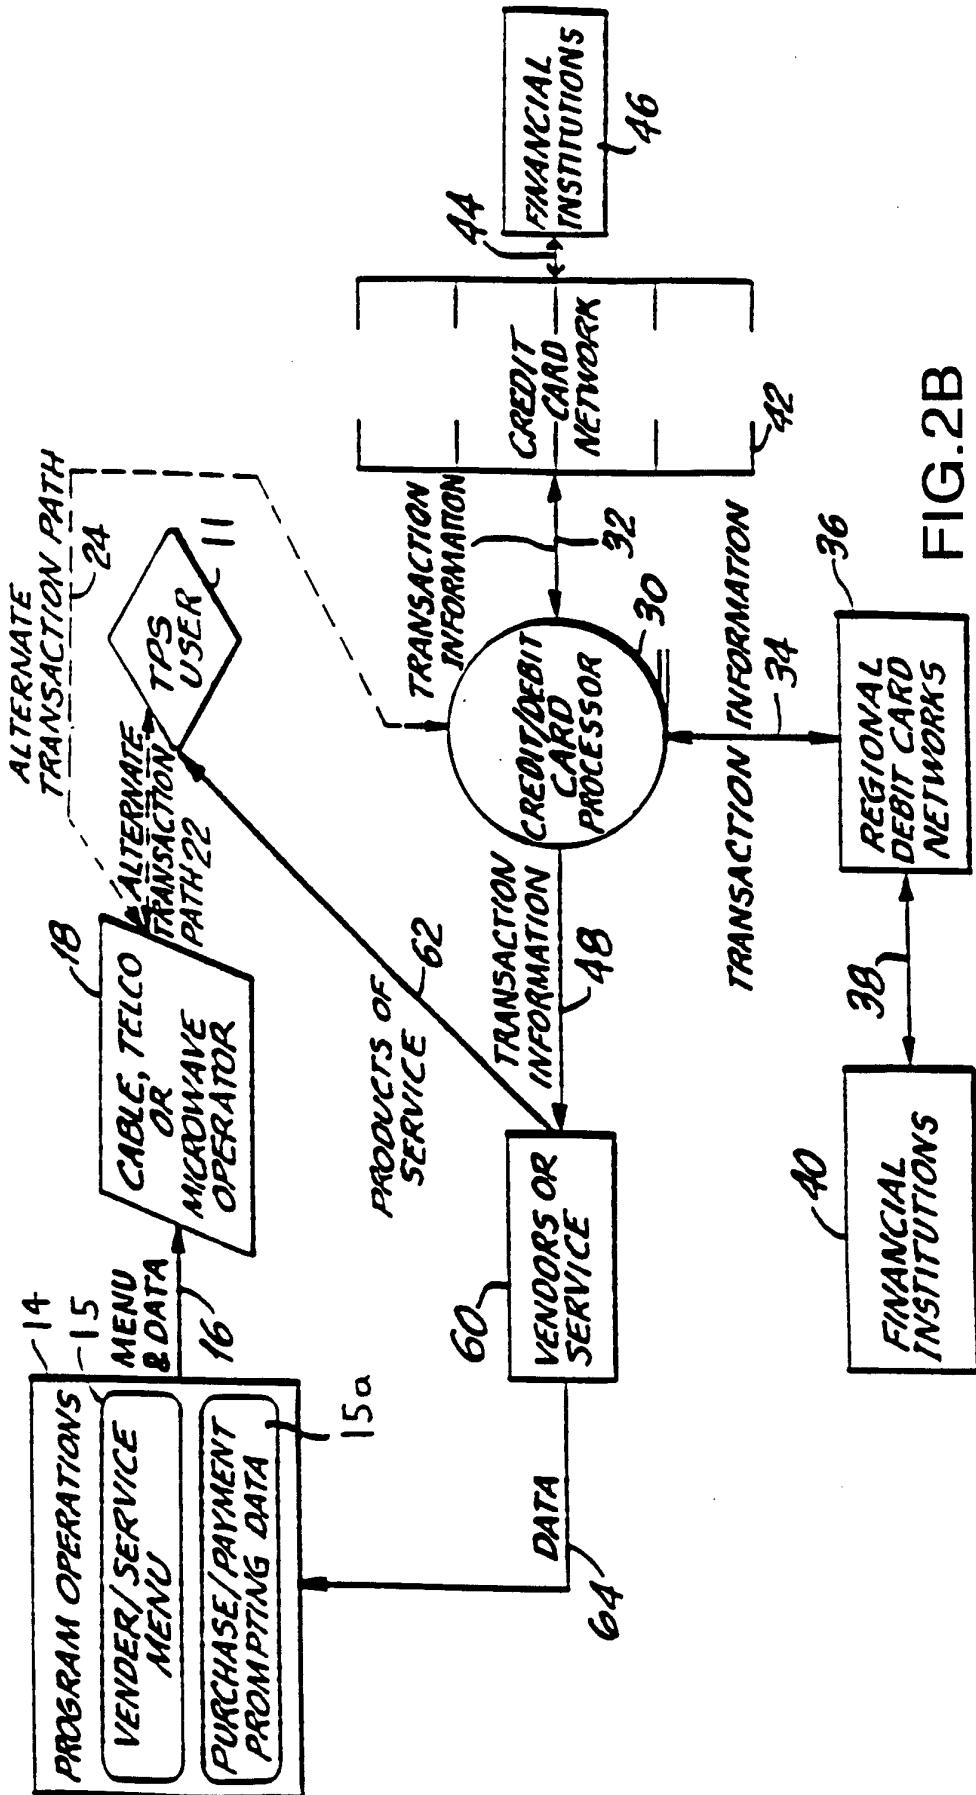 PROGRAM OPERATIONS
14
15
VENDER/SERVICE
MENU
PURCHASE/PAYMENT
PROMPTING DATA
15a
MENU
& DATA
16
18
CABLE, TELCO
OR
MICROWAVE
OPERATOR
ALTERNATE
TRANSACTION PATH
24
ALTERNATE
TRANSACTION
PATH 22
TPS
USER
11
PRODUCTS OF
SERVICE
62
DATA
64
60
VENDORS OR
SERVICE
TRANSACTION
INFORMATION
48
CREDIT/DEBIT
CARD
PROCESSOR
30
TRANSACTION
INFORMATION
32
CREDIT
CARD
NETWORK
42
44
FINANCIAL
INSTITUTIONS
46
TRANSACTION INFORMATION
34
40
FINANCIAL
INSTITUTIONS
38
REGIONAL
DEBIT CARD
NETWORKS
36
FIG.2B